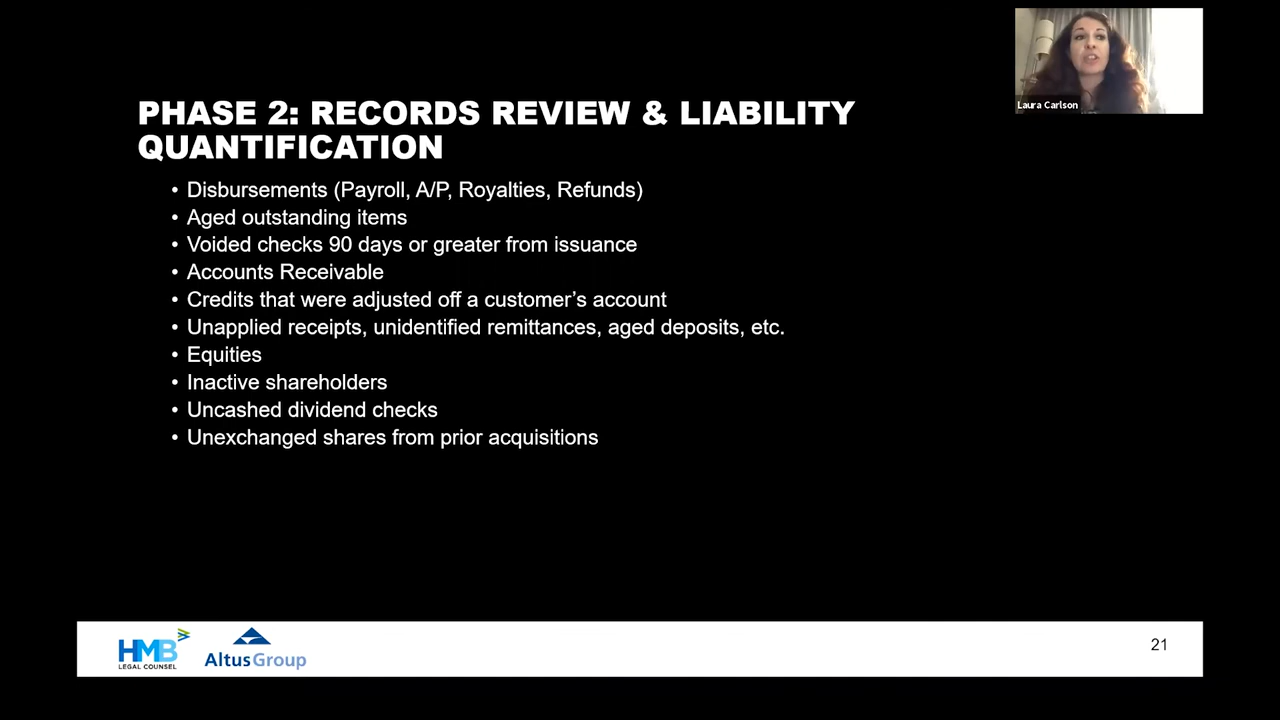 Laura Carlson
PHASE 2: RECORDS REVIEW & LIABILITY
QUANTIFICATION
• Disbursements (Payroll, A/P, Royalties, Refunds)
• Aged outstanding items
• Voided checks 90 days or greater from issuance
• Accounts Receivable
• Credits that were adjusted off a customer’s account
• Unapplied receipts, unidentified remittances, aged deposits, etc.
• Equities
• Inactive shareholders
• Uncashed dividend checks
• Unexchanged shares from prior acquisitions
HMB
LEGAL COUNSEL
AltusGroup
21